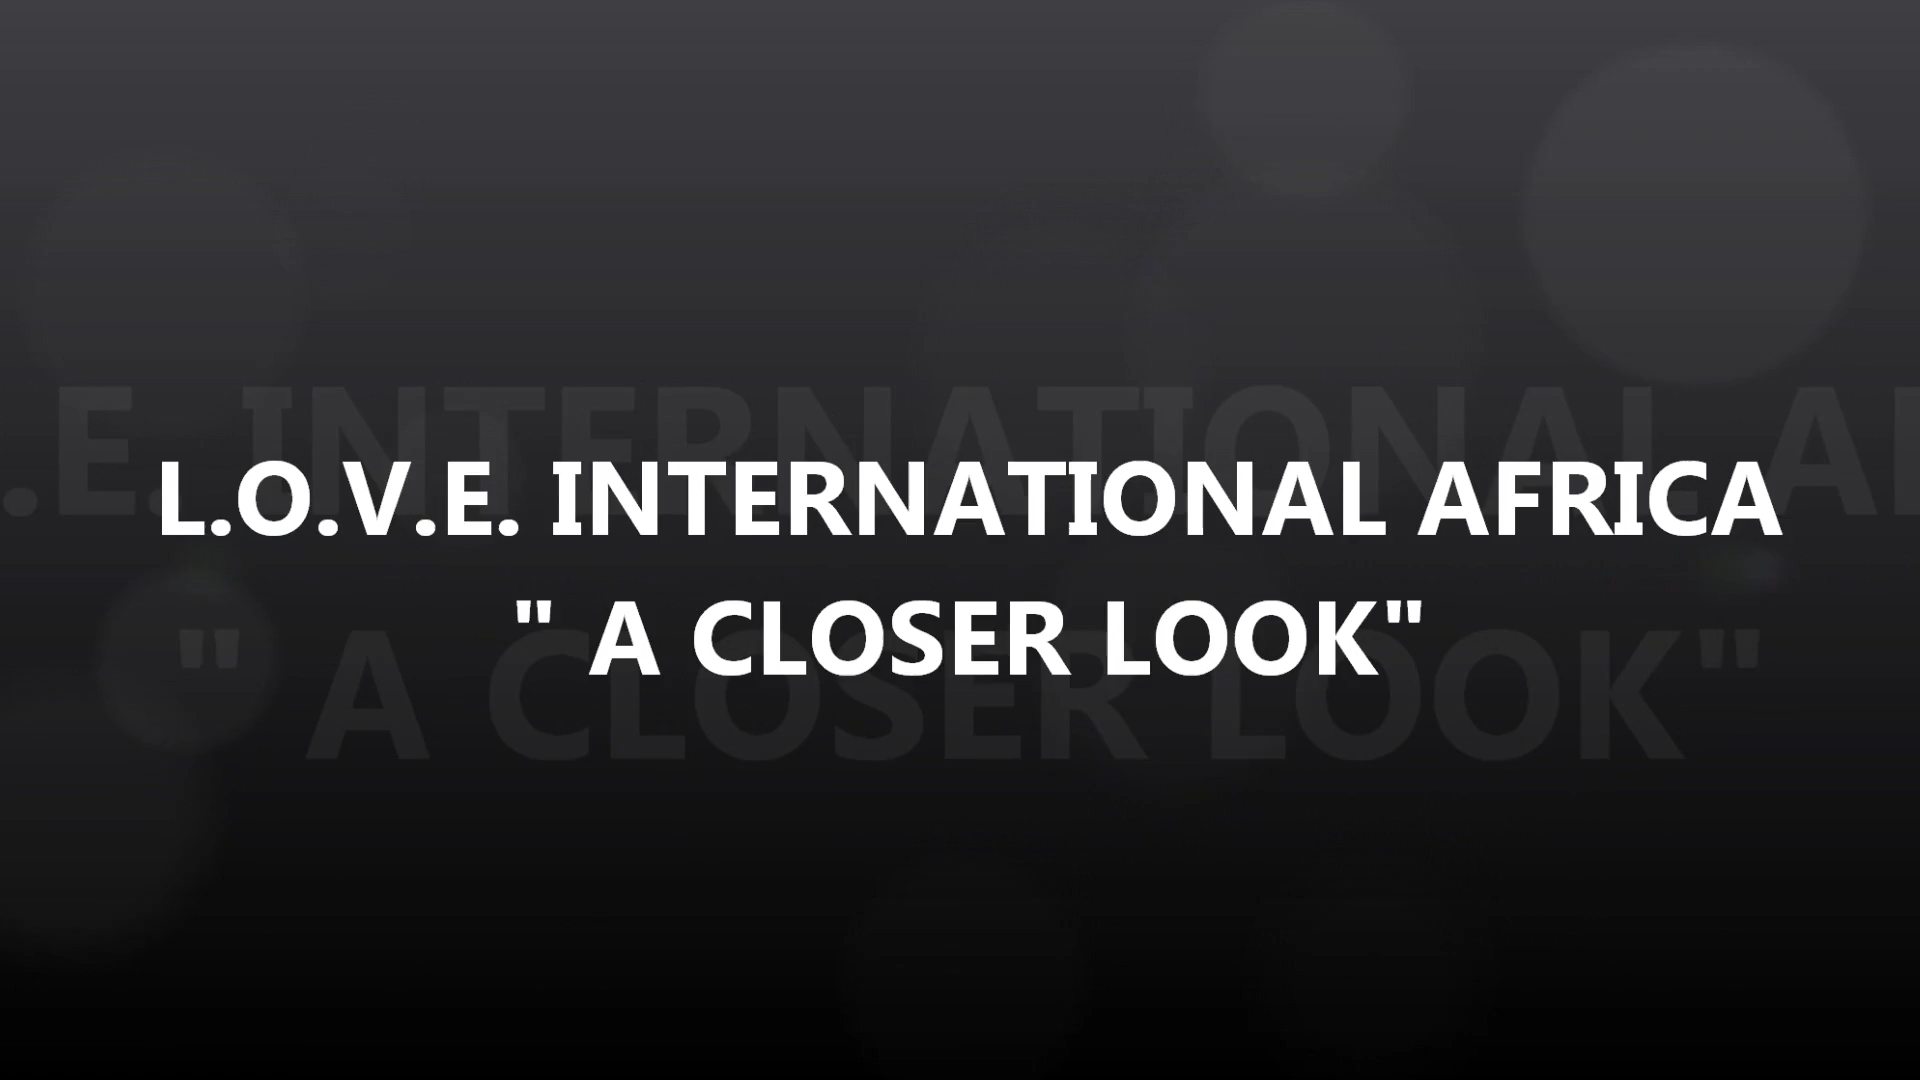 L.O.V.E. INTERNATIONAL AFRICA
" A CLOSER LOOK"